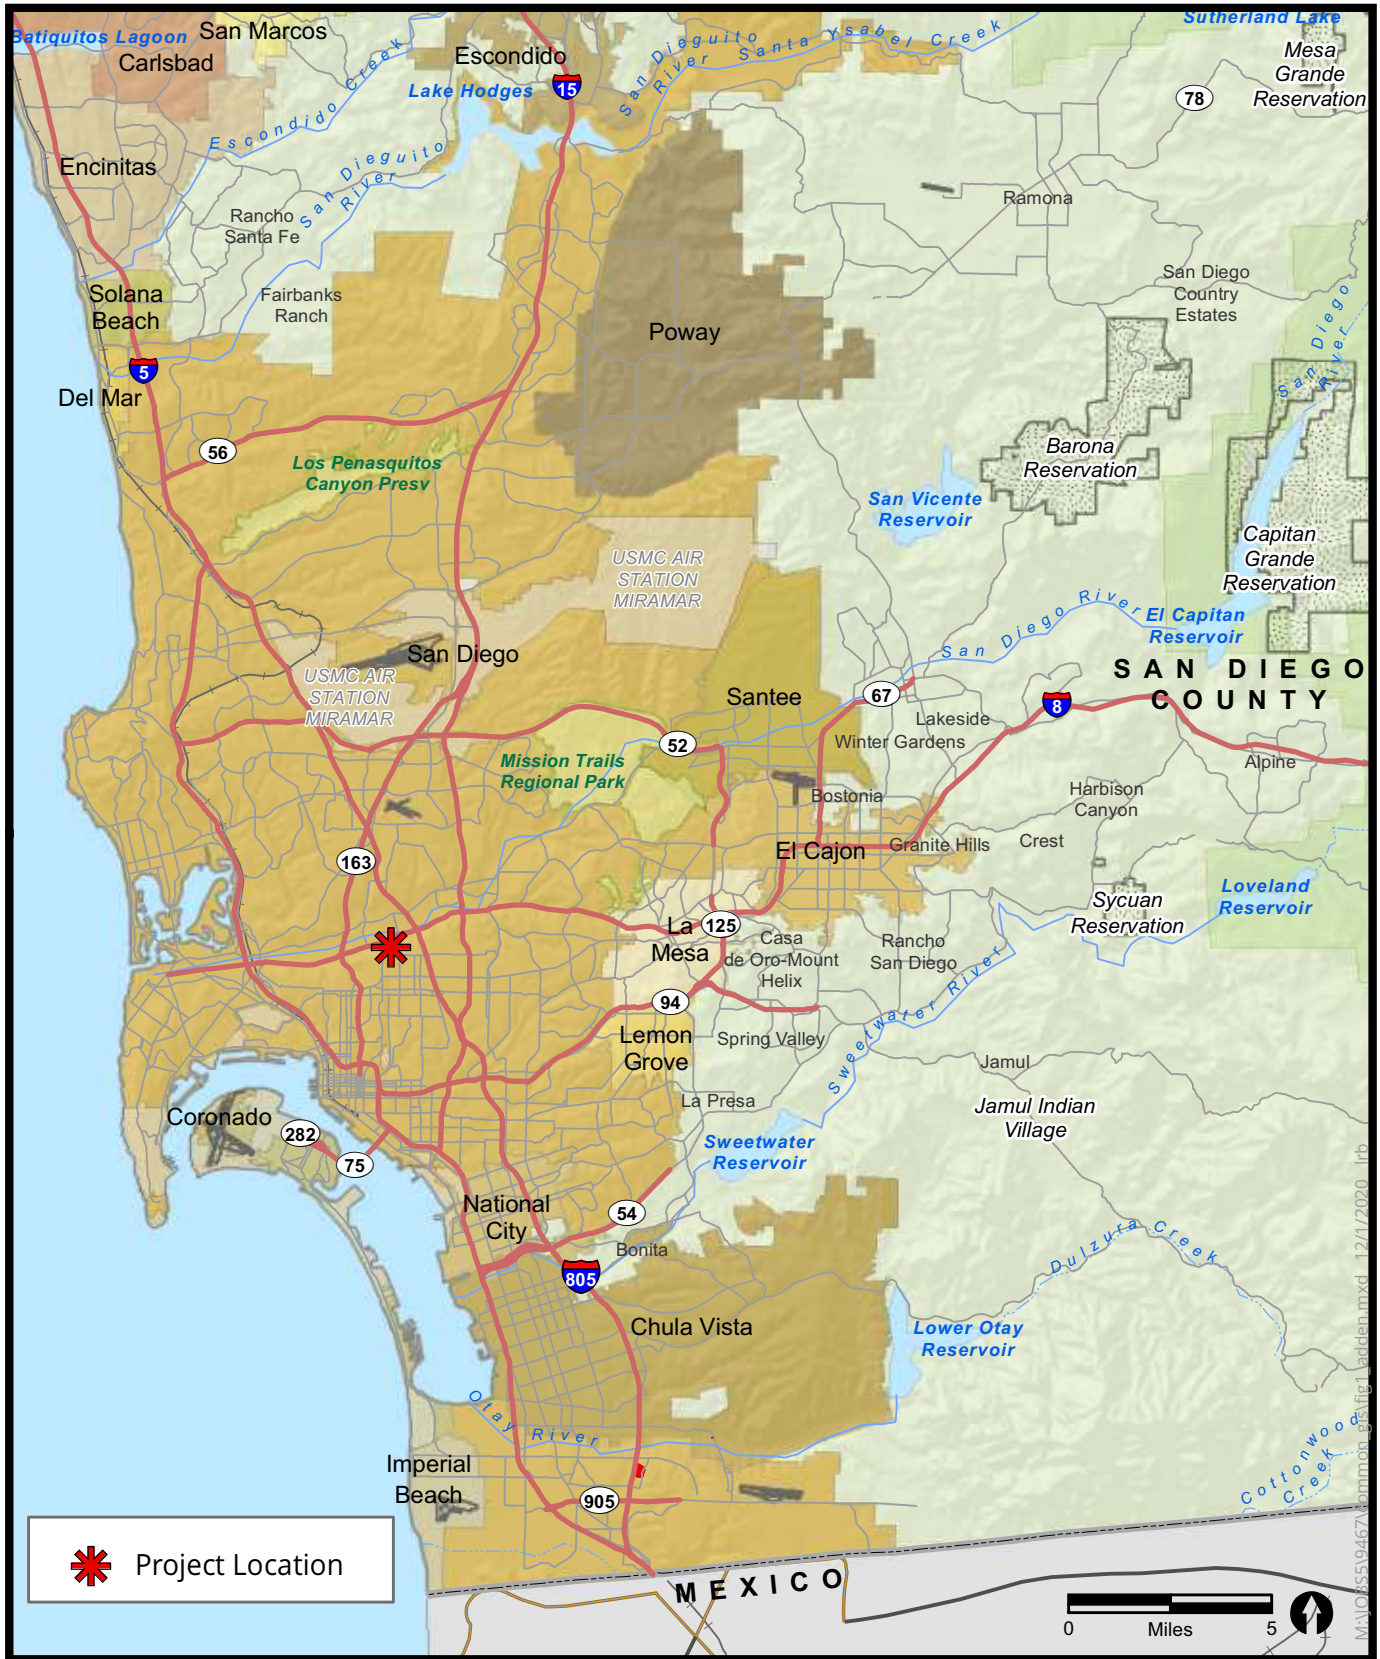 Batiquitos Lagoon
San Marcos
Carlsbad
Escondido
Lake Hodges
15
Escondido Creek
San Dieguito
River
Santa Ysabel Creek
Sutherland Lake
Mesa
Grande
Reservation
78
Encinitas
San Dieguito
River
Rancho
Santa Fe
Ramona
Solana
Beach
Fairbanks
Ranch
San Diego
Country
Estates
San Diego
River
Poway
5
Del Mar
56
Los Penasquitos
Canyon Presv
Barona
Reservation
San Vicente
Reservoir
Capitan
Grande
Reservation
USMC AIR
STATION
MIRAMAR
San Diego River
El Capitan
Reservoir
San Diego
USMC AIR
STATION
MIRAMAR
SAN DIEGO
COUNTY
Santee
67
8
Lakeside
Winter Gardens
52
Mission Trails
Regional Park
Alpine
Bostonia
Harbison
Canyon
163
El Cajon
Granite Hills
Crest
Loveland
Reservoir
Sycuan
Reservation
La
Mesa
125
Casa
de Oro-Mount
Helix
Rancho
San Diego
Sweetwater River
94
Lemon
Grove
Spring Valley
Jamul
La Presa
Jamul Indian
Village
Coronado
282
75
Sweetwater
Reservoir
National
City
54
Bonita
Dulzura Creek
805
Chula Vista
Lower Otay
Reservoir
Otay River
Imperial
Beach
905
Cottonwood
Creek
Project Location
MEXICO
0 Miles 5